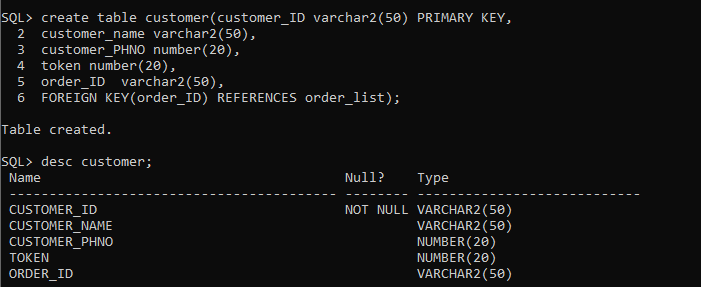 SQL> create table customer(customer_ID varchar2(50) PRIMARY KEY,
  2  customer_name varchar2(50),
  3  customer_PHNO number(20),
  4  token number(20),
  5  order_ID  varchar2(50),
  6  FOREIGN KEY(order_ID) REFERENCES order_list);
Table created.
SQL> desc customer;
 Name                                      Null?    Type
 ----------------------------------------- -------- ----------------------------
 CUSTOMER_ID                               NOT NULL VARCHAR2(50)
 CUSTOMER_NAME                                      VARCHAR2(50)
 CUSTOMER_PHNO                                      NUMBER(20)
 TOKEN                                              NUMBER(20)
 ORDER_ID                                           VARCHAR2(50)